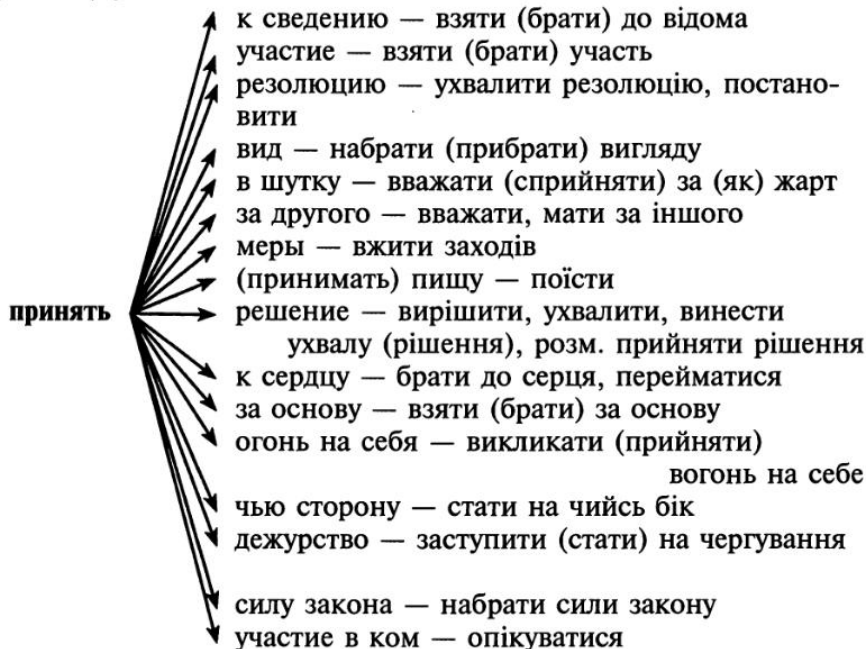 к сведению — взяти (брати) до відома
участие — взяти (брати) участь
резолюцию — ухвалити резолюцію, постано-
вити
вид — набрати (прибрати) вигляду
в шутку — вважати (сприйняти) за (як) жарт
за другого — вважати, мати за іншого
меры — вжити заходів
(принимать) пищу — поїсти
принять решение — вирішити, ухвалити, винести
ухвалу (рішення), розм. прийняти рішення
к сердцу — брати до серця, перейматися
за основу — взяти (брати) за основу
огонь на себя — викликати (прийняти)
вогонь на себе
чью сторону — стати на чийсь бік
дежурство — заступити (стати) на чергування
силу закона — набрати сили закону
участие в ком — опікуватися